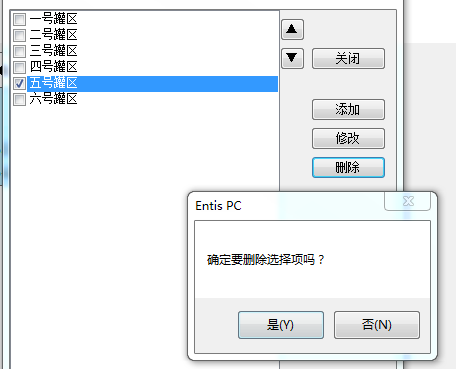 一号罐区
二号罐区
三号罐区
四号罐区
五号罐区
六号罐区
关闭
添加
修改
删除
Entis PC
确定要删除选择项吗？
是(Y)
否(N)